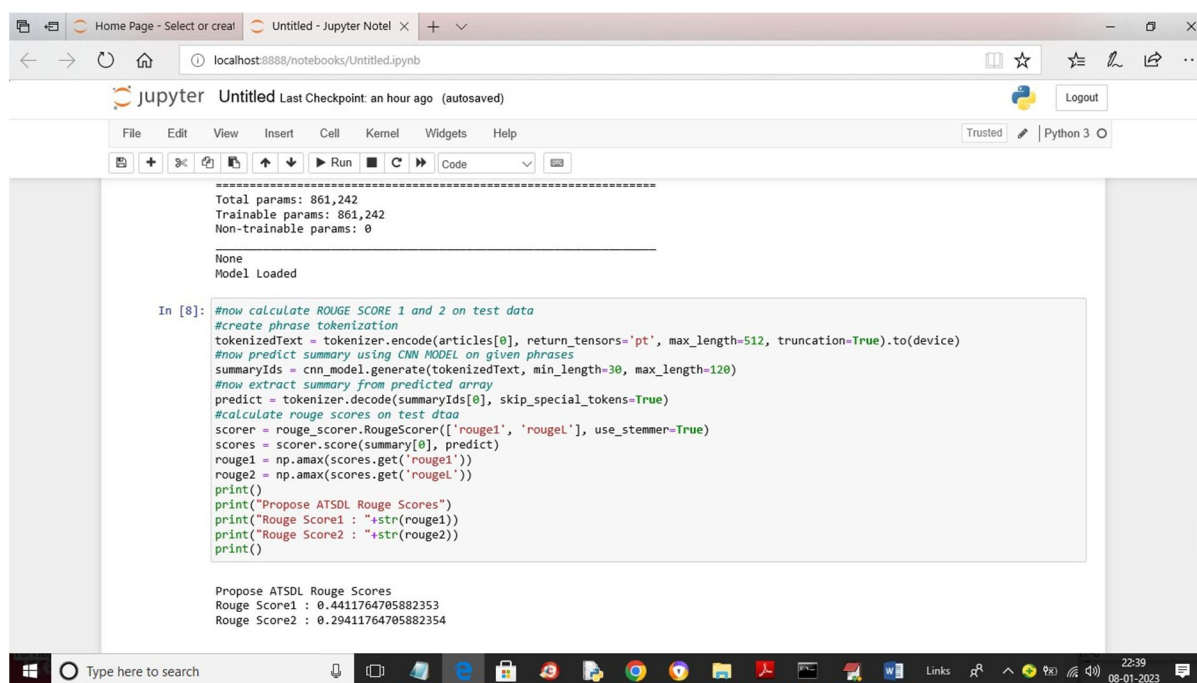 Home Page - Select or creat
Untitled - Jupyter Notel
localhost:8888/notebooks/Untitled.ipynb
jupyter Untitled Last Checkpoint: an hour ago (autosaved)
Logout
File Edit View Insert Cell Kernel Widgets Help
Trusted Python 3
Run Code
=================================================================
Total params: 861,242
Trainable params: 861,242
Non-trainable params: 0
_________________________________________________________________
None
Model Loaded
In [8]: #now calculate ROUGE SCORE 1 and 2 on test data
#create phrase tokenization
tokenizedText = tokenizer.encode(articles[0], return_tensors='pt', max_length=512, truncation=True).to(device)
#now predict summary using CNN MODEL on given phrases
summaryIds = cnn_model.generate(tokenizedText, min_length=30, max_length=120)
#now extract summary from predicted array
predict = tokenizer.decode(summaryIds[0], skip_special_tokens=True)
#calculate rouge scores on test dtaa
scorer = rouge_scorer.RougeScorer(['rouge1', 'rougeL'], use_stemmer=True)
scores = scorer.score(summary[0], predict)
rouge1 = np.amax(scores.get('rouge1'))
rouge2 = np.amax(scores.get('rougeL'))
print()
print("Propose ATSDL Rouge Scores")
print("Rouge Score1 : "+str(rouge1))
print("Rouge Score2 : "+str(rouge2))
print()
Propose ATSDL Rouge Scores
Rouge Score1 : 0.4411764705882353
Rouge Score2 : 0.29411764705882354
Type here to search
Links
22:39
08-01-2023